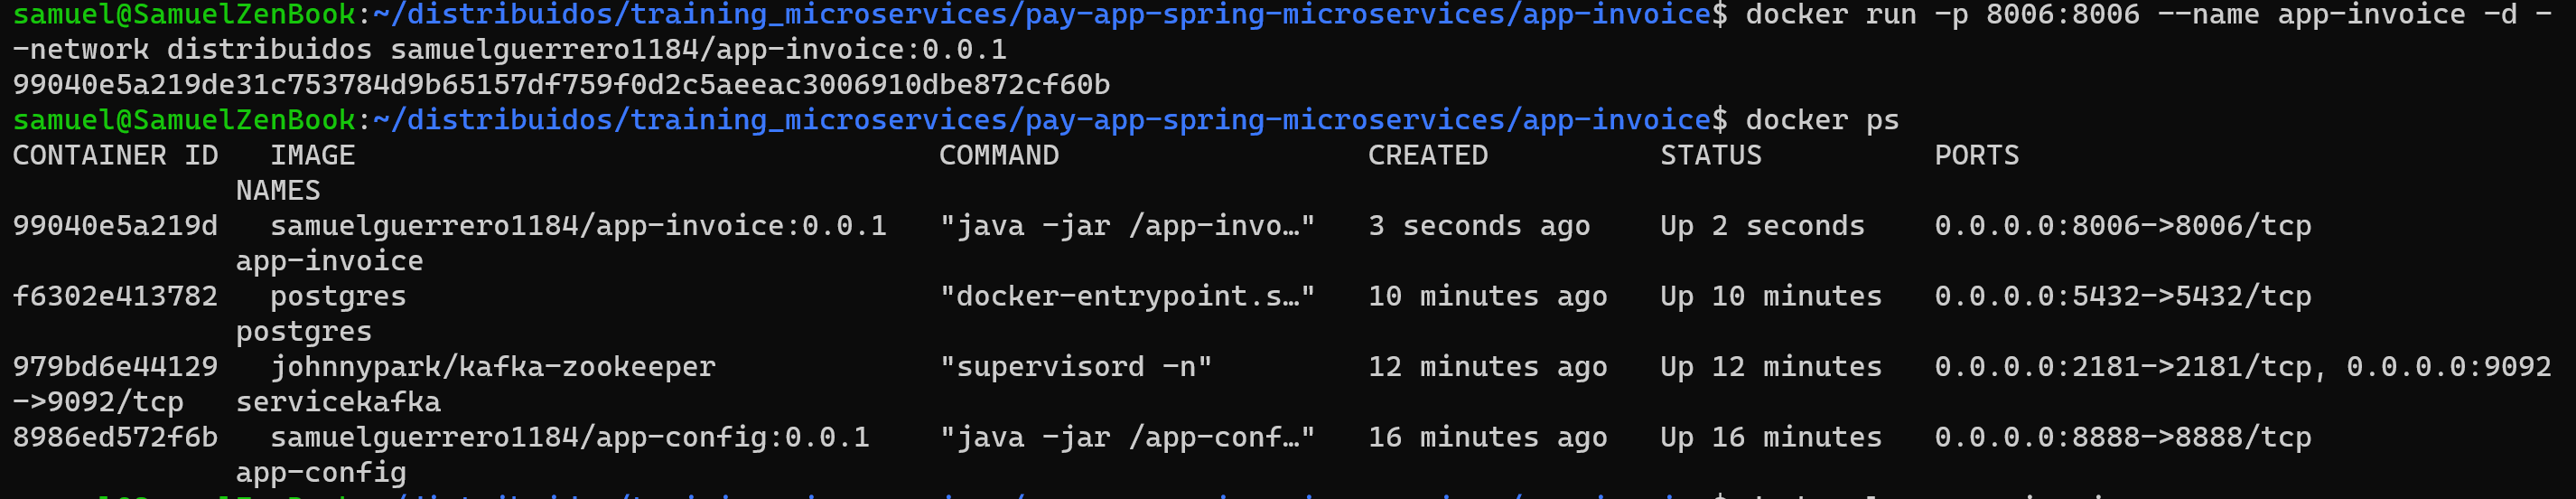 samuel@SamuelZenBook:~/distribuidos/training_microservices/pay-app-spring-microservices/app-invoice$ docker run -p 8006:8006 --name app-invoice -d -
-network distribuidos samuelguerrero1184/app-invoice:0.0.1
99040e5a219de31c753784d9b65157df759f0d2c5aeeac3006910dbe872cf60b
samuel@SamuelZenBook:~/distribuidos/training_microservices/pay-app-spring-microservices/app-invoice$ docker ps
CONTAINER ID   IMAGE                                  COMMAND                  CREATED          STATUS          PORTS
             NAMES
99040e5a219d   samuelguerrero1184/app-invoice:0.0.1   "java -jar /app-invo…"   3 seconds ago    Up 2 seconds    0.0.0.0:8006->8006/tcp
             app-invoice
f6302e413782   postgres                               "docker-entrypoint.s…"   10 minutes ago   Up 10 minutes   0.0.0.0:5432->5432/tcp
             postgres
979bd6e44129   johnnypark/kafka-zookeeper             "supervisord -n"         12 minutes ago   Up 12 minutes   0.0.0.0:2181->2181/tcp, 0.0.0.0:9092
->9092/tcp   servicekafka
8986ed572f6b   samuelguerrero1184/app-config:0.0.1    "java -jar /app-conf…"   16 minutes ago   Up 16 minutes   0.0.0.0:8888->8888/tcp
             app-config